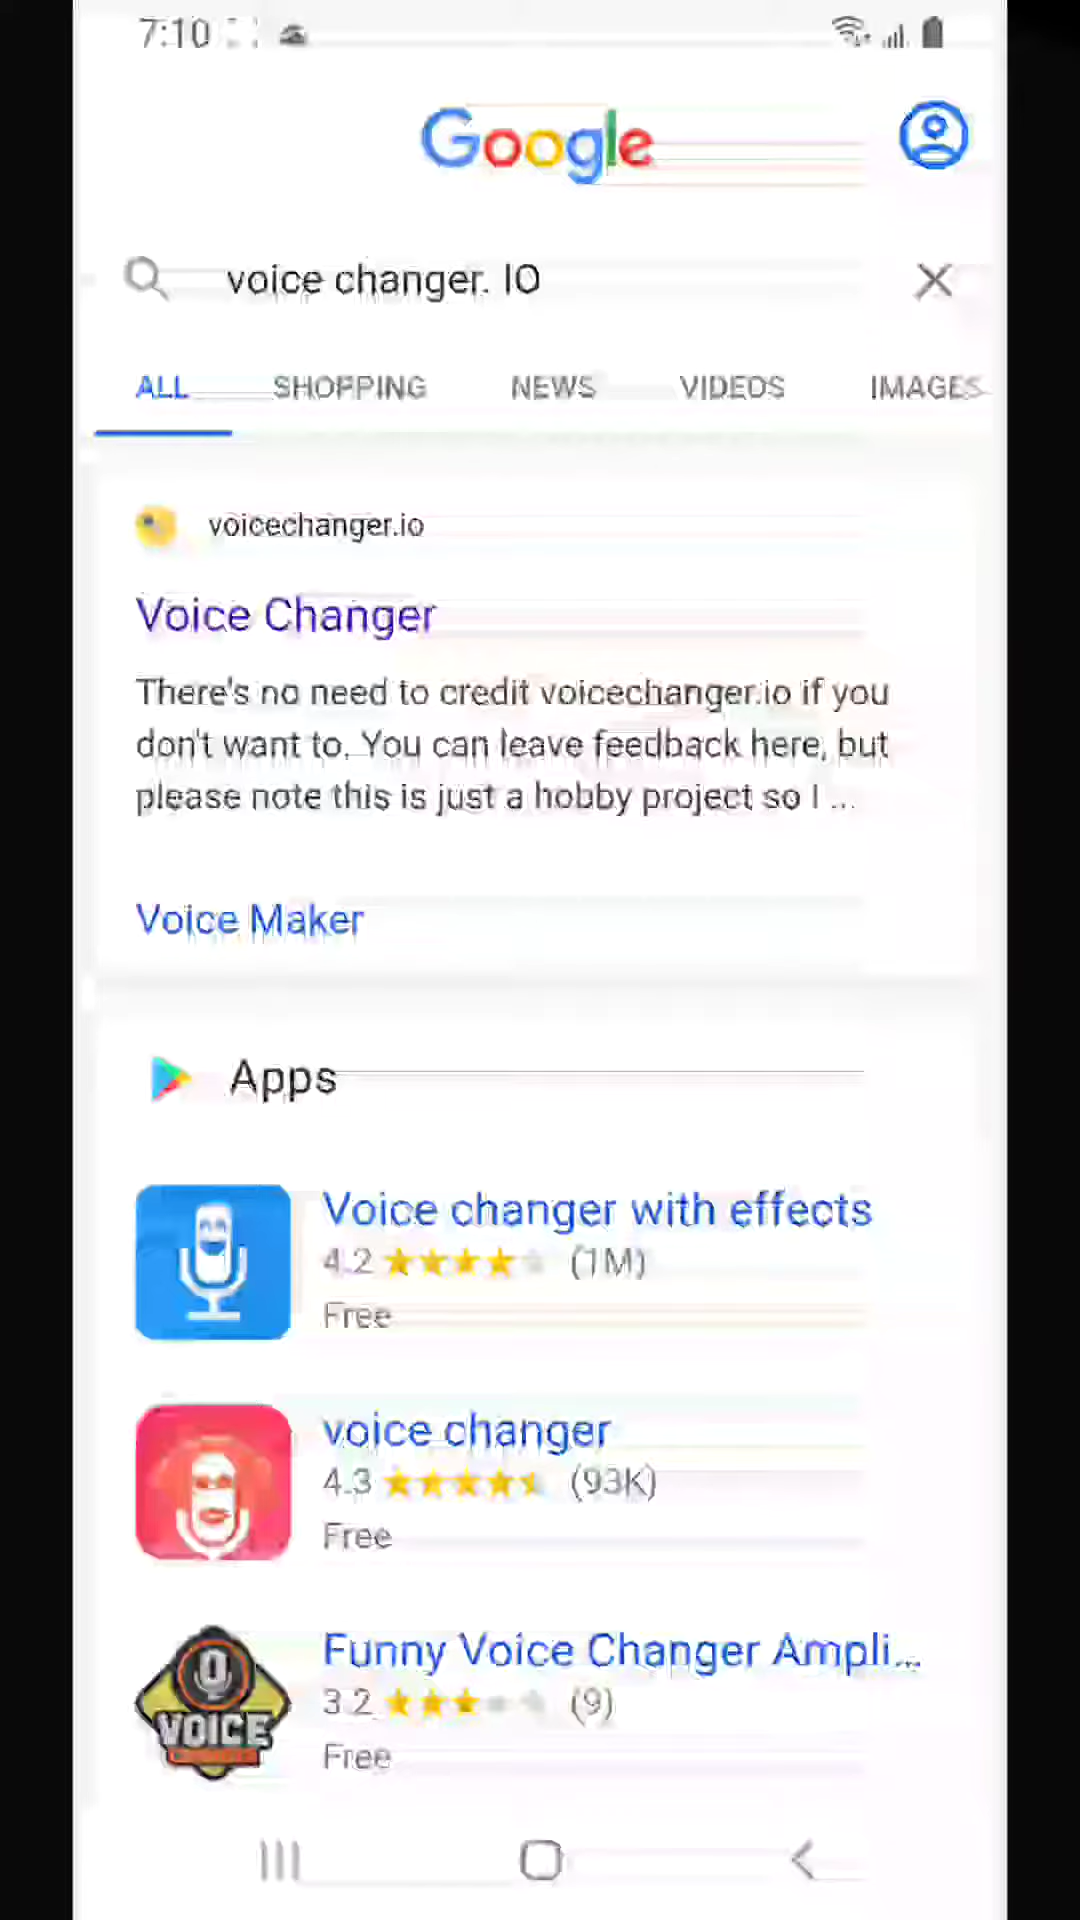 7:10
Google
voice changer. IO
ALL SHOPPING NEWS VIDEOS IMAGES
voicechanger.io
Voice Changer
There's no need to credit voicechanger.io if you
don't want to. You can leave feedback here, but
please note this is just a hobby project so I ...
Voice Maker
Apps
Voice changer with effects
4.2 (1M)
Free
voice changer
4.3 (93K)
Free
Funny Voice Changer Ampli...
VOICE
3.2 (9)
Free